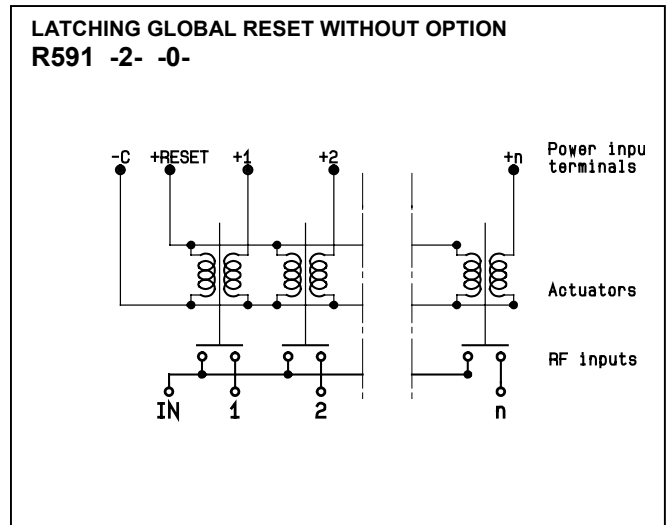 LATCHING GLOBAL RESET WITHOUT OPTION
R591 -2- -0-
-C +RESET +1 +2 +n
Power inpu
terminals
Actuators
RF inputs
IN 1 2 n